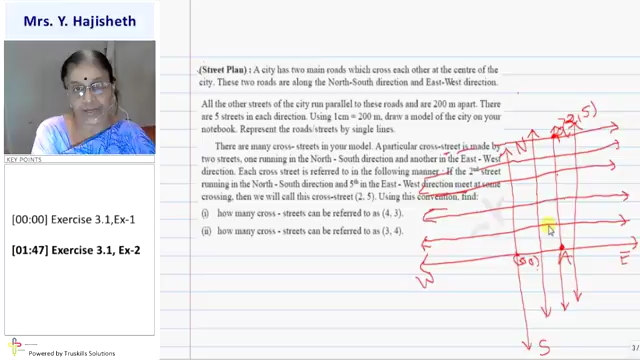 Mrs. Y. Hajisheth
KEY POINTS
[00:00] Exercise 3.1,Ex-1
[01:47] Exercise 3.1, Ex-2
Powered by Truskills Solutions
(Street Plan) : A city has two main roads which cross each other at the centre of the
city. These two roads are along the North-South direction and East-West direction.
All the other streets of the city run parallel to these roads and are 200 m apart. There
are 5 streets in each direction. Using 1cm = 200 m, draw a model of the city on your
notebook. Represent the roads/streets by single lines.
There are many cross- streets in your model. A particular cross-street is made by
two streets, one running in the North - South direction and another in the East - West
direction. Each cross street is referred to in the following manner : If the 2nd street
running in the North - South direction and 5th in the East - West direction meet at some
crossing, then we will call this cross-street (2, 5). Using this convention, find:
(i) how many cross - streets can be referred to as (4, 3).
(ii) how many cross - streets can be referred to as (3, 4).
N
5)
A
E
W
S
3/